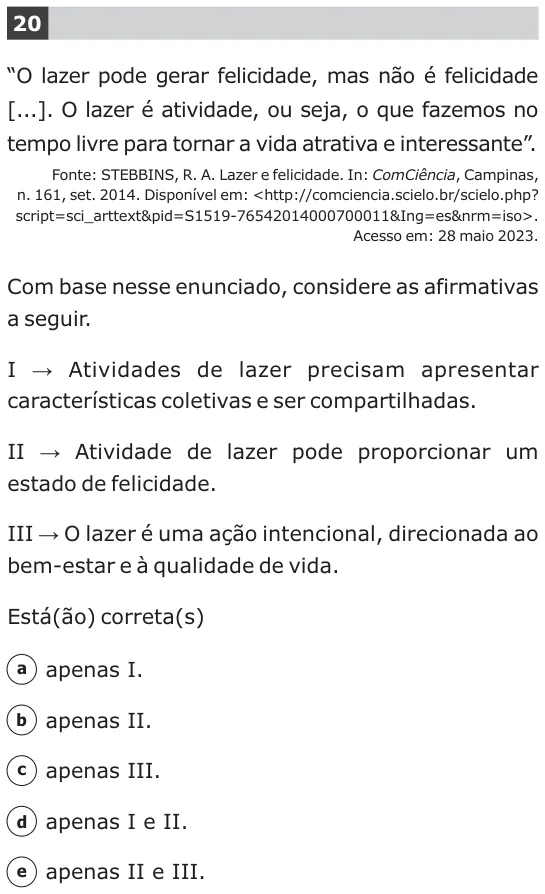 20
“O lazer pode gerar felicidade, mas não é felicidade
[...]. O lazer é atividade, ou seja, o que fazemos no
tempo livre para tornar a vida atrativa e interessante”.
Fonte: STEBBINS, R. A. Lazer e felicidade. In: ComCiência, Campinas,
n. 161, set. 2014. Disponível em: <http://comciencia.scielo.br/scielo.php?
script=sci_arttext&pid=S1519-76542014000700011&Ing=es&nrm=iso>.
Acesso em: 28 maio 2023.
Com base nesse enunciado, considere as afirmativas
a seguir.
I → Atividades de lazer precisam apresentar
características coletivas e ser compartilhadas.
II → Atividade de lazer pode proporcionar um
estado de felicidade.
III → O lazer é uma ação intencional, direcionada ao
bem-estar e à qualidade de vida.
Está(ão) correta(s)
a apenas I.
b apenas II.
c apenas III.
d apenas I e II.
e apenas II e III.